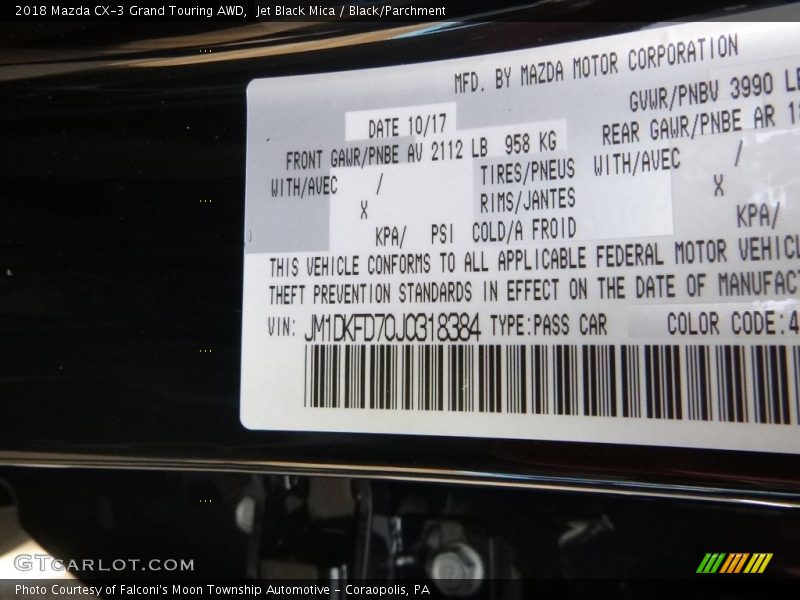 2018 Mazda CX-3 Grand Touring AWD, Jet Black Mica / Black/Parchment
MFD. BY MAZDA MOTOR CORPORATION
DATE 10/17
GVWR/PNBV 3990 LB
FRONT GAWR/PNBE AV 2112 LB 958 KG
REAR GAWR/PNBE AR
WITH/AVEC / TIRES/PNEUS WITH/AVEC /
X RIMS/JANTES X
KPA/ PSI COLD/A FROID KPA/
THIS VEHICLE CONFORMS TO ALL APPLICABLE FEDERAL MOTOR VEHICL
THEFT PREVENTION STANDARDS IN EFFECT ON THE DATE OF MANUFACT
VIN: JM1DKFD70J0318384 TYPE:PASS CAR COLOR CODE:4
GTCARLOT.COM
Photo Courtesy of Falconi's Moon Township Automotive - Coraopolis, PA